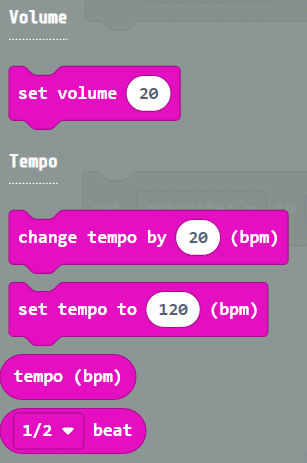 Volume
set volume 20
Tempo
change tempo by 20 (bpm)
set tempo to 120 (bpm)
tempo (bpm)
1/2 beat